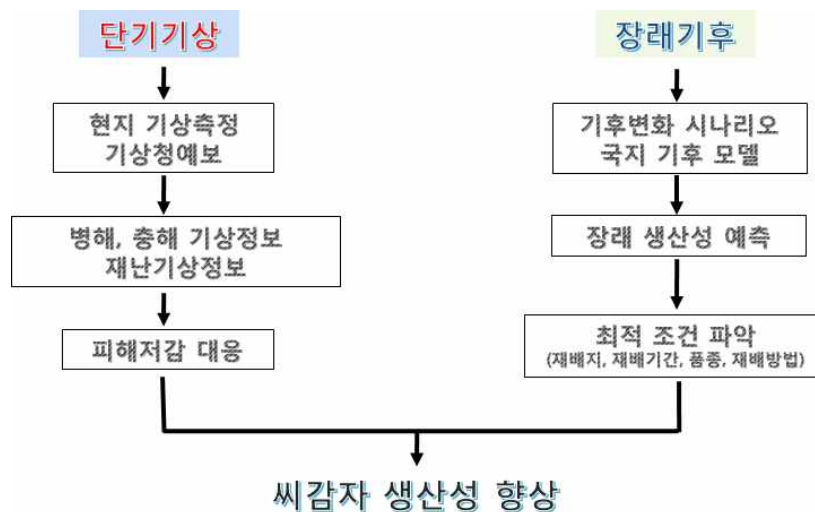 단기기상
현지 기상측정
기상청예보
병해, 충해 기상정보
재난기상정보
피해저감 대응
장래기후
기후변화 시나리오
국지 기후 모델
장래 생산성 예측
최적 조건 파악
(재배지, 재배기간, 품종, 재배방법)
씨감자 생산성 향상